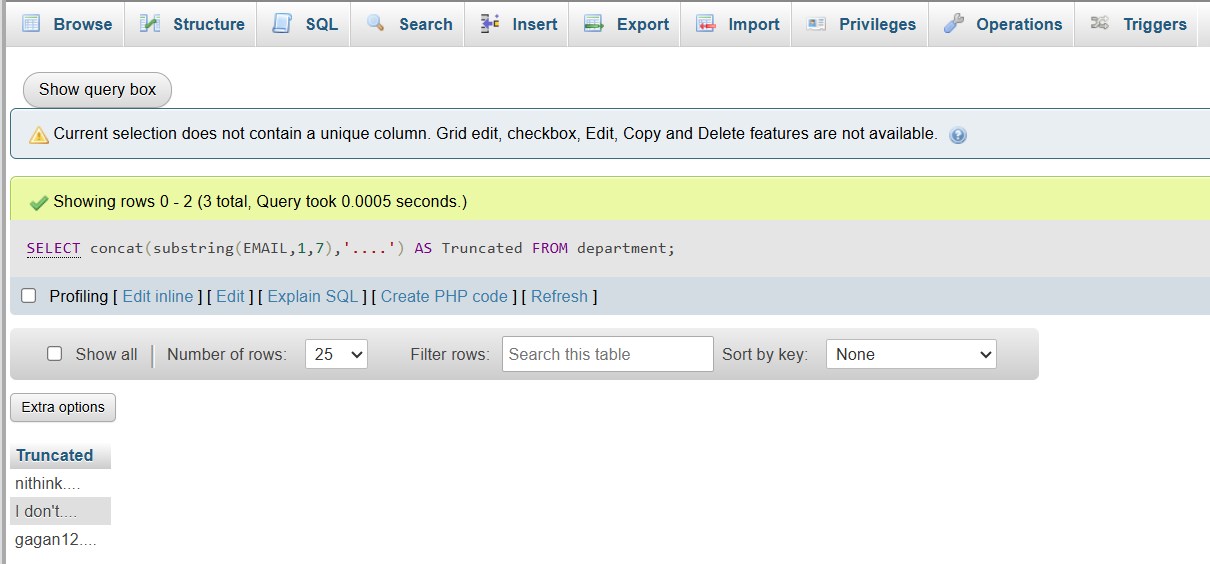 Browse Structure SQL Search Insert Export Import Privileges Operations Triggers
Show query box
Current selection does not contain a unique column. Grid edit, checkbox, Edit, Copy and Delete features are not available.
Showing rows 0 - 2 (3 total, Query took 0.0005 seconds.)
SELECT concat(substring(EMAIL,1,7),'....') AS Truncated FROM department;
Profiling [ Edit inline ] [ Edit ] [ Explain SQL ] [ Create PHP code ] [ Refresh ]
Show all | Number of rows: 25 Filter rows: Search this table Sort by key: None
Extra options
Truncated
nithink....
I don't....
gagan12....